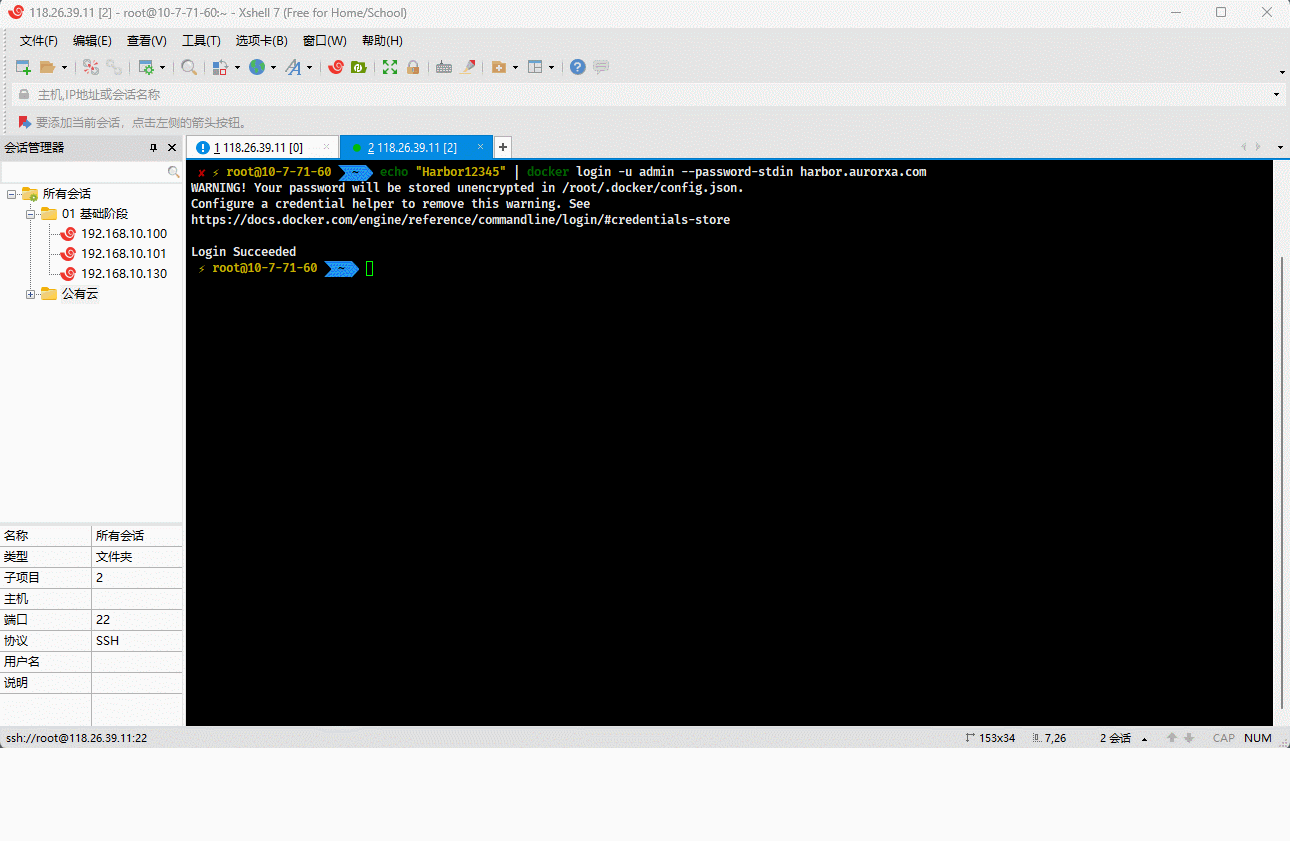 118.26.39.11 [2] - root@10-7-71-60:~ - Xshell 7 (Free for Home/School)
文件(F) 编辑(E) 查看(V) 工具(T) 选项卡(B) 窗口(W) 帮助(H)
主机,IP地址或会话名称
要添加当前会话，点击左侧的箭头按钮。
会话管理器
1 118.26.39.11 [0]
2 118.26.39.11 [2]
所有会话
01 基础阶段
192.168.10.100
192.168.10.101
192.168.10.130
公有云
✘ ⚡ root@10-7-71-60 ~ echo "Harbor12345" | docker login -u admin --password-stdin harbor.aurorxa.com
WARNING! Your password will be stored unencrypted in /root/.docker/config.json.
Configure a credential helper to remove this warning. See
https://docs.docker.com/engine/reference/commandline/login/#credentials-store
Login Succeeded
⚡ root@10-7-71-60 ~
名称 所有会话
类型 文件夹
子项目 2
主机
端口 22
协议 SSH
用户名
说明
ssh://root@118.26.39.11:22 153x34 7,26 2 会话 CAP NUM